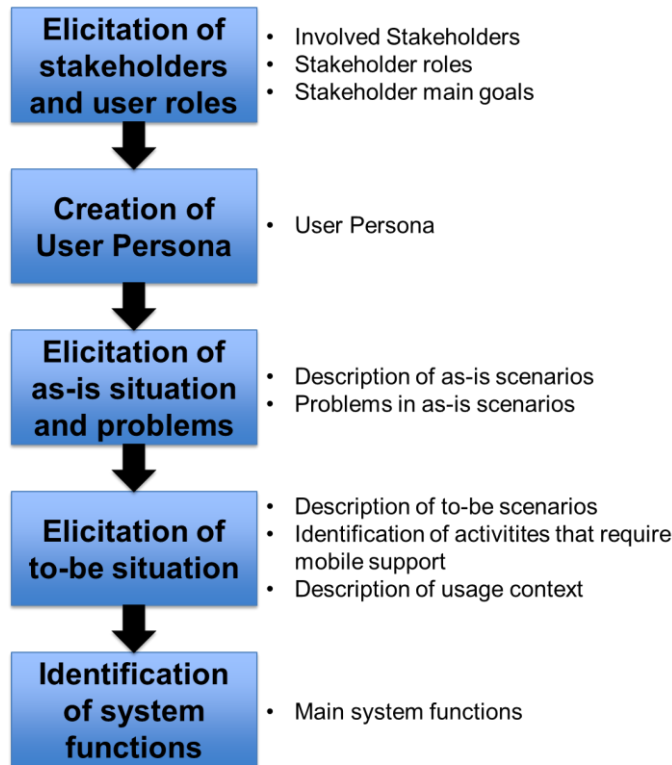 Elicitation of
stakeholders
and user roles
• Involved Stakeholders
• Stakeholder roles
• Stakeholder main goals
Creation of
User Persona
• User Persona
Elicitation of
as-is situation
and problems
• Description of as-is scenarios
• Problems in as-is scenarios
Elicitation of
to-be situation
• Description of to-be scenarios
• Identification of activitites that require
mobile support
• Description of usage context
Identification
of system
functions
• Main system functions